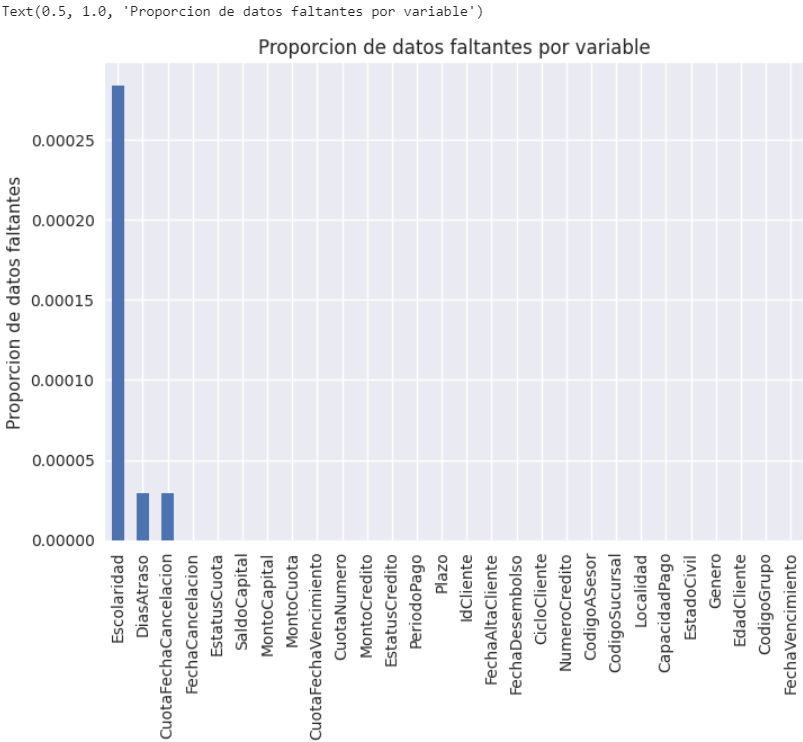 Text(0.5, 1.0, 'Proporcion de datos faltantes por variable')
Proporcion de datos faltantes por variable
Proporcion de datos faltantes
0.00025
0.00020
0.00015
0.00010
0.00005
0.00000
Escolaridad
DiasAtraso
CuotaFechaCancelacion
FechaCancelacion
EstatusCuota
SaldoCapital
MontoCapital
MontoCuota
CuotaFechaVencimiento
CuotaNumero
MontoCredito
EstatusCredito
PeriodoPago
Plazo
IdCliente
FechaAltaCliente
FechaDesembolso
CicloCliente
NumeroCredito
CodigoASesor
CodigoSucursal
Localidad
CapacidadPago
EstadoCivil
Genero
EdadCliente
CodigoGrupo
FechaVencimiento